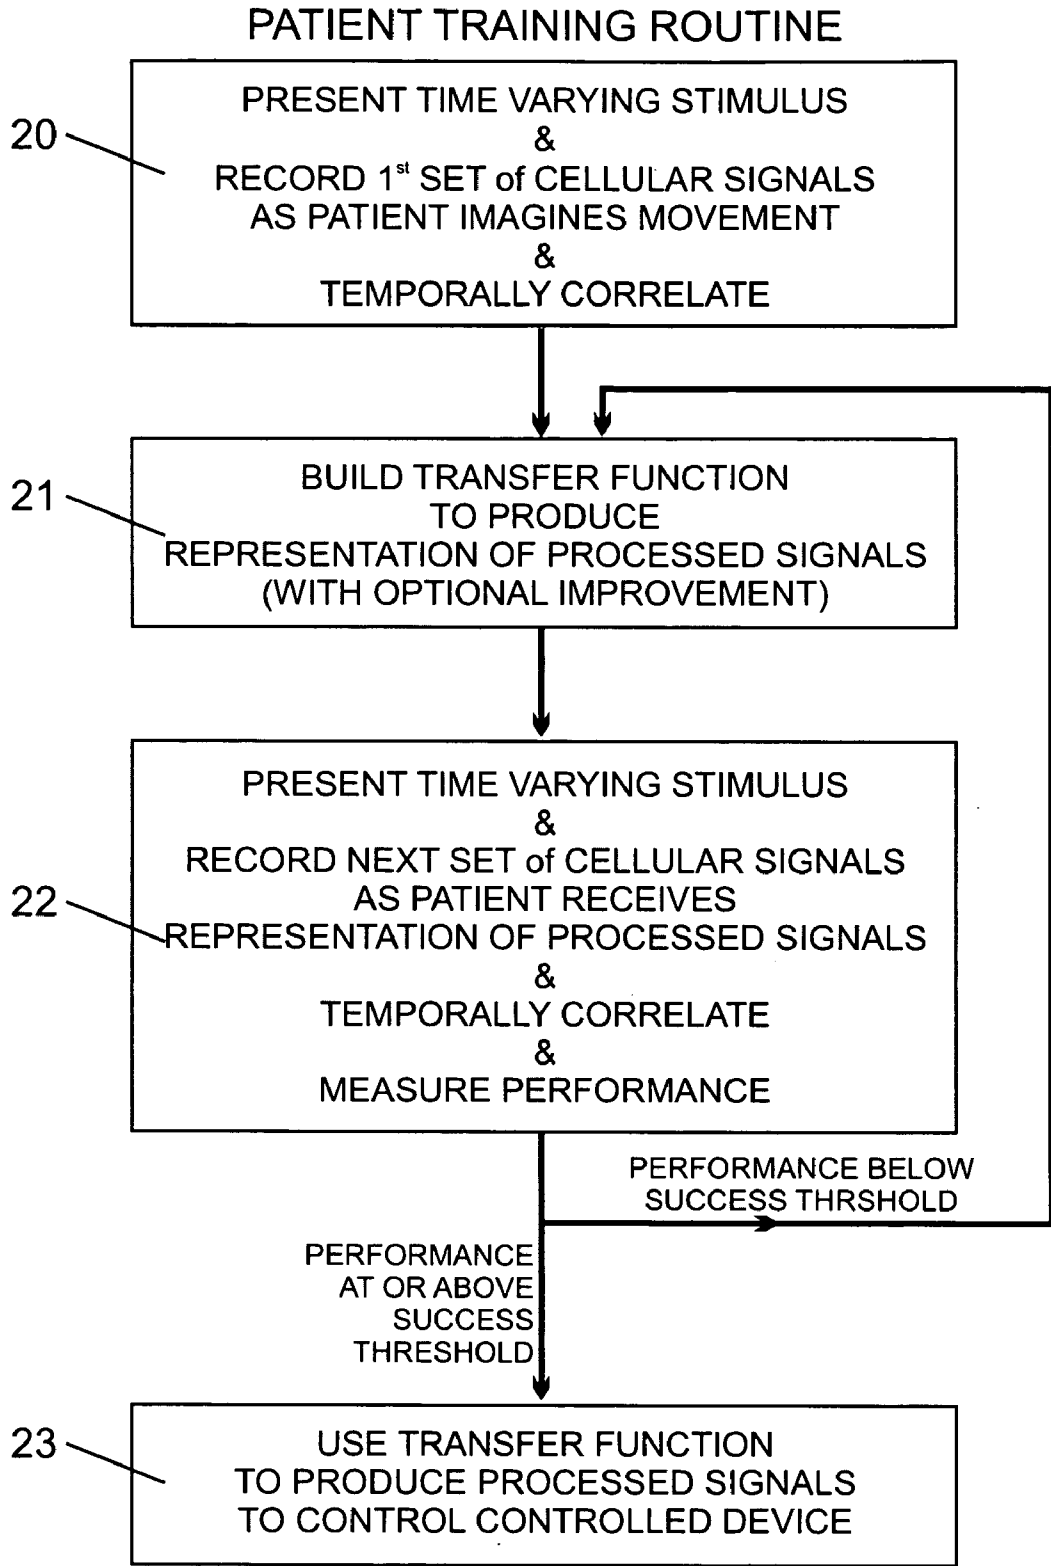 PATIENT TRAINING ROUTINE
20
PRESENT TIME VARYING STIMULUS
&
RECORD 1st SET of CELLULAR SIGNALS
AS PATIENT IMAGINES MOVEMENT
&
TEMPORALLY CORRELATE
21
BUILD TRANSFER FUNCTION
TO PRODUCE
REPRESENTATION OF PROCESSED SIGNALS
(WITH OPTIONAL IMPROVEMENT)
22
PRESENT TIME VARYING STIMULUS
&
RECORD NEXT SET of CELLULAR SIGNALS
AS PATIENT RECEIVES
REPRESENTATION OF PROCESSED SIGNALS
&
TEMPORALLY CORRELATE
&
MEASURE PERFORMANCE
PERFORMANCE BELOW
SUCCESS THRSHOLD
PERFORMANCE
AT OR ABOVE
SUCCESS
THRESHOLD
23
USE TRANSFER FUNCTION
TO PRODUCE PROCESSED SIGNALS
TO CONTROL CONTROLLED DEVICE